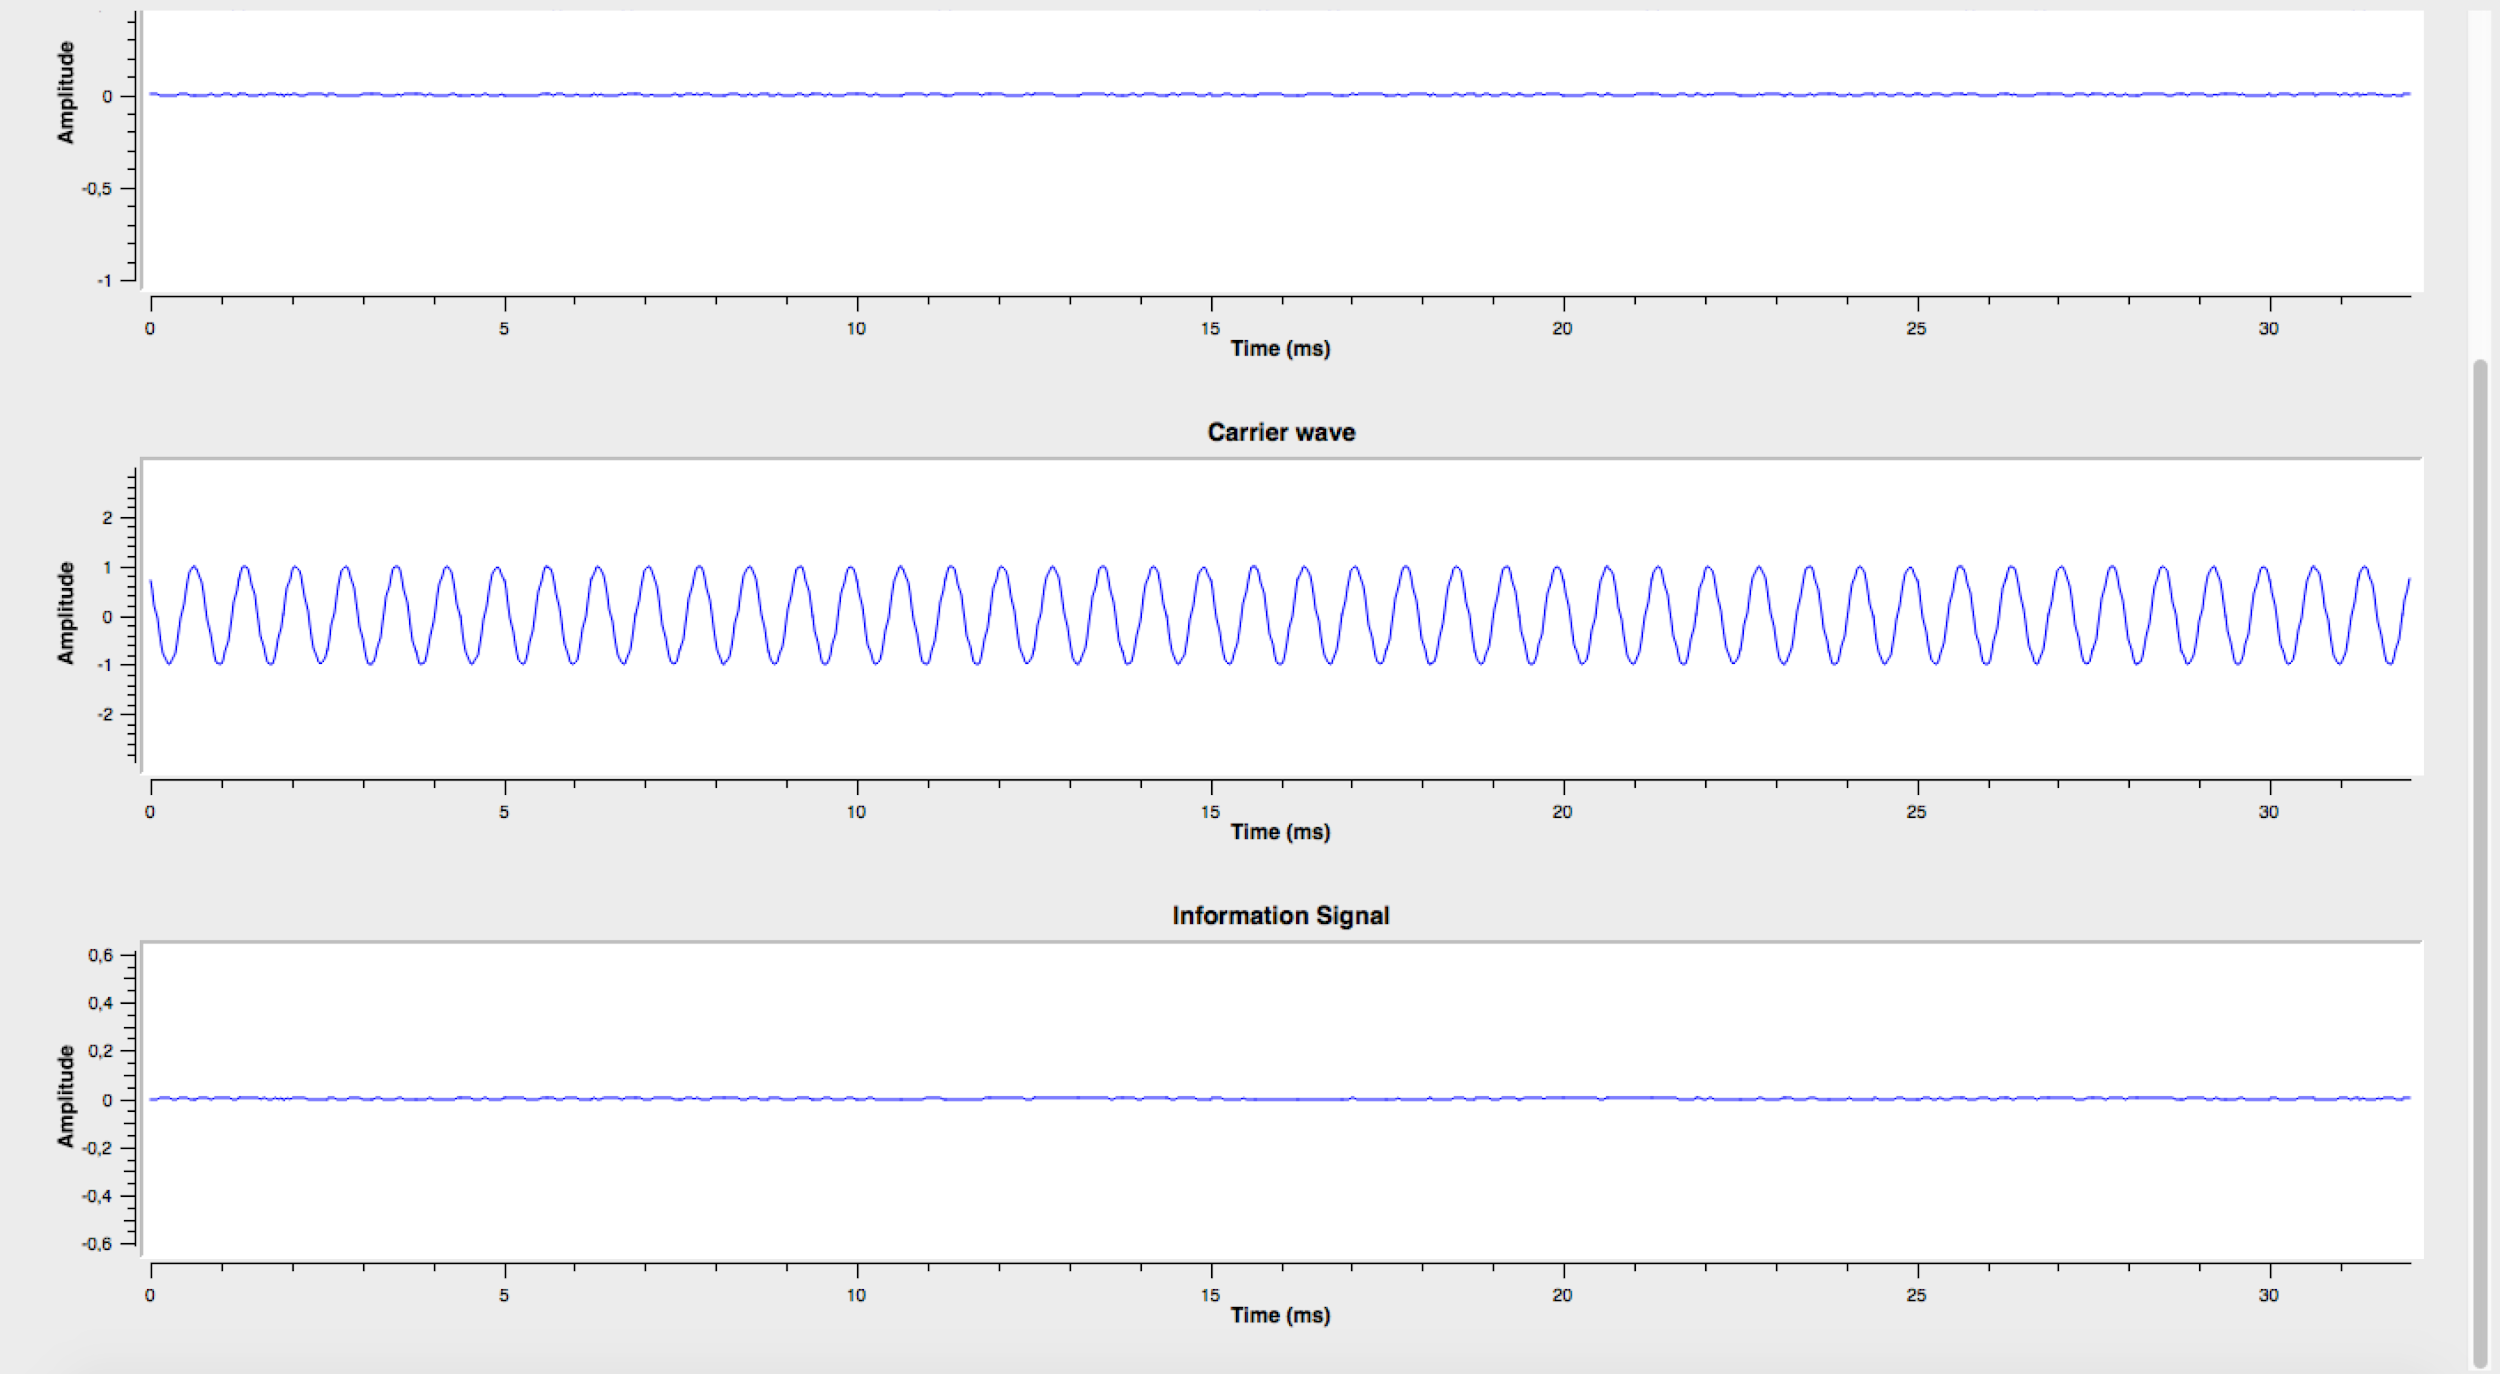 Amplitude
0
-0,5
-1
0 5 10 15 20 25 30
Time (ms)
Carrier wave
Amplitude
2
1
0
-1
-2
0 5 10 15 20 25 30
Time (ms)
Information Signal
Amplitude
0,6
0,4
0,2
0
-0,2
-0,4
-0,6
0 5 10 15 20 25 30
Time (ms)